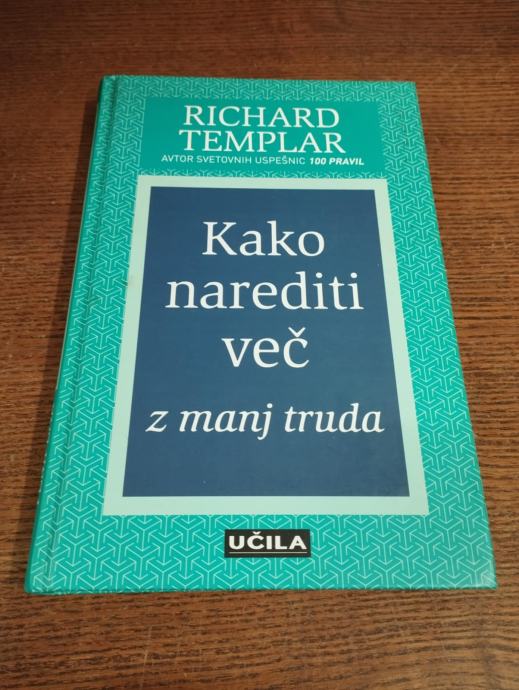 RICHARD
TEMPLAR
AVTOR SVETOVNIH USPEŠNIC 100 PRAVIL
Kako
narediti
več
z manj truda
UČILA